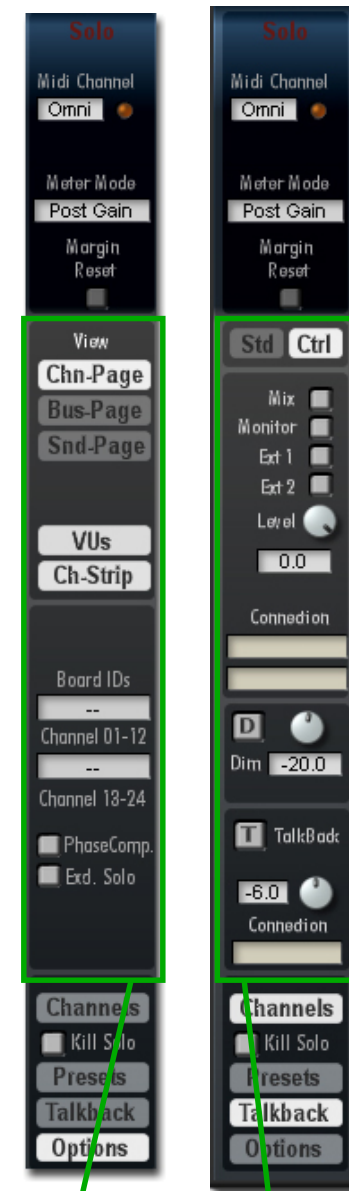 Solo
Midi Channel
Omni
Meter Mode
Post Gain
Margin
Reset
View
Chn-Page
Bus-Page
Snd-Page
VUs
Ch-Strip
Board IDs
--
Channel 01-12
--
Channel 13-24
PhaseComp.
Excl. Solo
Channels
Kill Solo
Presets
Talkback
Options
Solo
Midi Channel
Omni
Meter Mode
Post Gain
Margin
Reset
Std Ctrl
Mix
Monitor
Ext 1
Ext 2
Level
0.0
Connection
D
Dim -20.0
T TalkBack
-6.0
Connection
Channels
Kill Solo
Presets
Talkback
Options